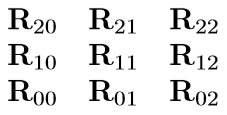 R₂₀ R₂₁ R₂₂
R₁₀ R₁₁ R₁₂
R₀₀ R₀₁ R₀₂